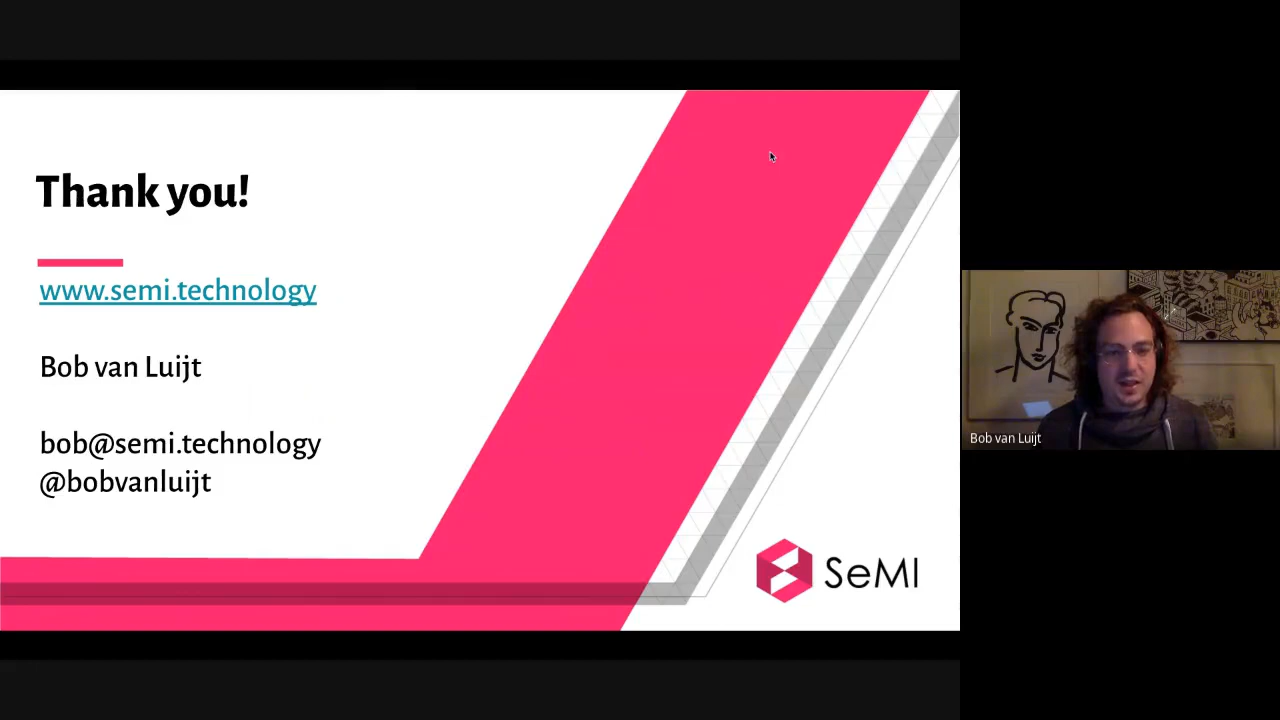 Thank you!
www.semi.technology
Bob van Luijt
bob@semi.technology
@bobvanluijt
SeMI
Bob van Luijt